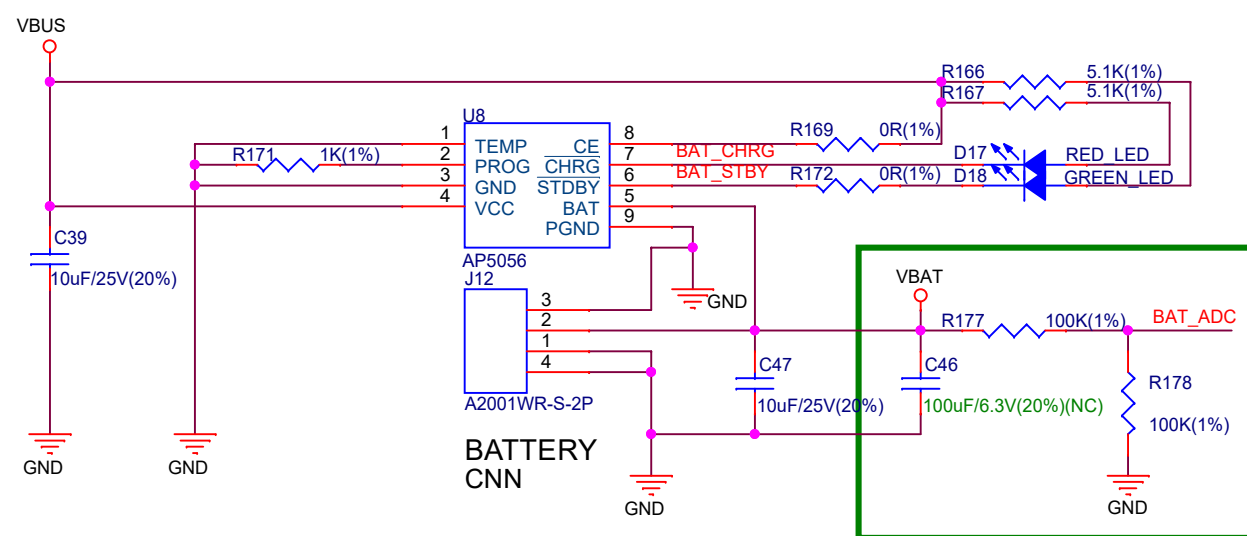 VBUS
R166
5.1K(1%)
R167
5.1K(1%)
U8
1
TEMP
CE
8
R169
0R(1%)
R171
1K(1%)
2
PROG
CHRG
7
BAT_CHRG
D17
RED_LED
3
GND
STDBY
6
BAT_STBY
R172
0R(1%)
D18
GREEN_LED
4
VCC
BAT
5
PGND
9
C39
10uF/25V(20%)
AP5056
J12
3
2
1
4
A2001WR-S-2P
GND
VBAT
R177
100K(1%)
BAT_ADC
C47
10uF/25V(20%)
C46
100uF/6.3V(20%)(NC)
R178
100K(1%)
BATTERY
CNN
GND
GND
GND
GND